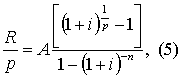 R/p = A [(1+i)^(1/p) − 1] / (1−(1+i)^(−n)), (5)